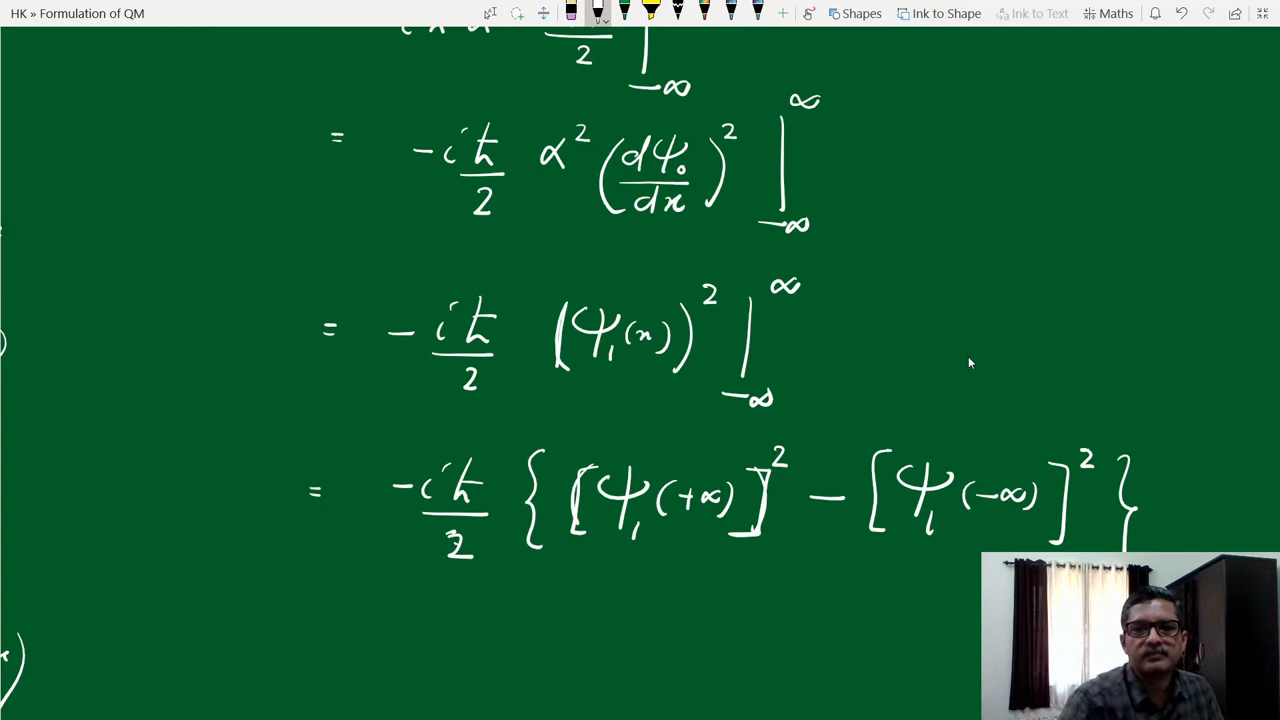 HK » Formulation of QM Shapes Ink to Shape Ink to Text Maths
2 -∞
= -iħ/2 α² (dψ₀/dx)² |_{-∞}^{∞}
= -iħ/2 (ψ₁(x))² |_{-∞}^{∞}
= -iħ/2 { [ψ₁(+∞)]² - [ψ₁(-∞)]² }